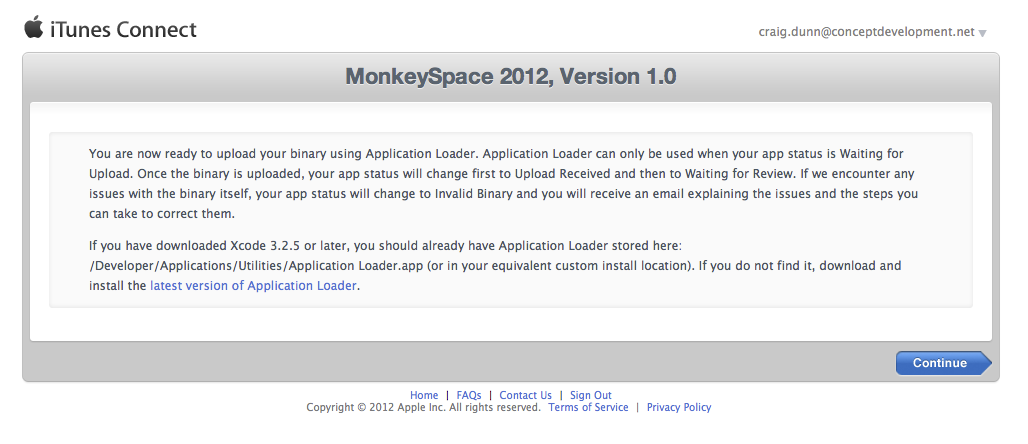 iTunes Connect
craig.dunn@conceptdevelopment.net
MonkeySpace 2012, Version 1.0
You are now ready to upload your binary using Application Loader. Application Loader can only be used when your app status is Waiting for
Upload. Once the binary is uploaded, your app status will change first to Upload Received and then to Waiting for Review. If we encounter any
issues with the binary itself, your app status will change to Invalid Binary and you will receive an email explaining the issues and the steps you
can take to correct them.
If you have downloaded Xcode 3.2.5 or later, you should already have Application Loader stored here:
/Developer/Applications/Utilities/Application Loader.app (or in your equivalent custom install location). If you do not find it, download and
install the latest version of Application Loader.
Continue
Home | FAQs | Contact Us | Sign Out
Copyright © 2012 Apple Inc. All rights reserved. Terms of Service | Privacy Policy